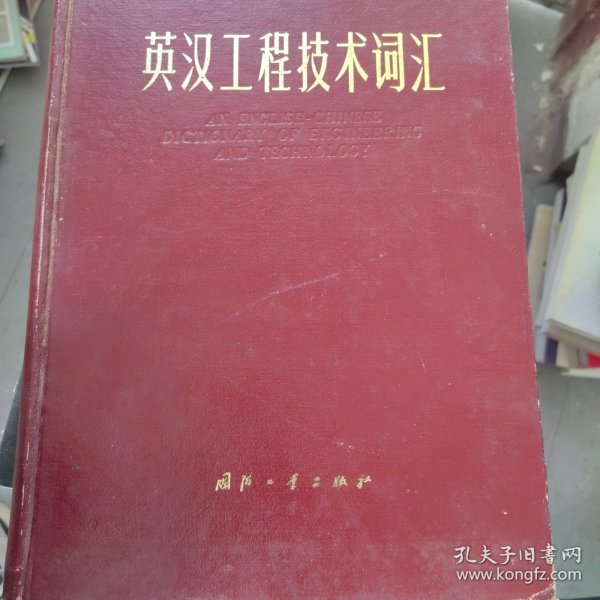 英汉工程技术词汇
AN ENGLISH-CHINESE
DICTIONARY OF ENGINEERING
AND TECHNOLOGY
国防工业出版社
孔夫子旧书网
www.kongfz.com